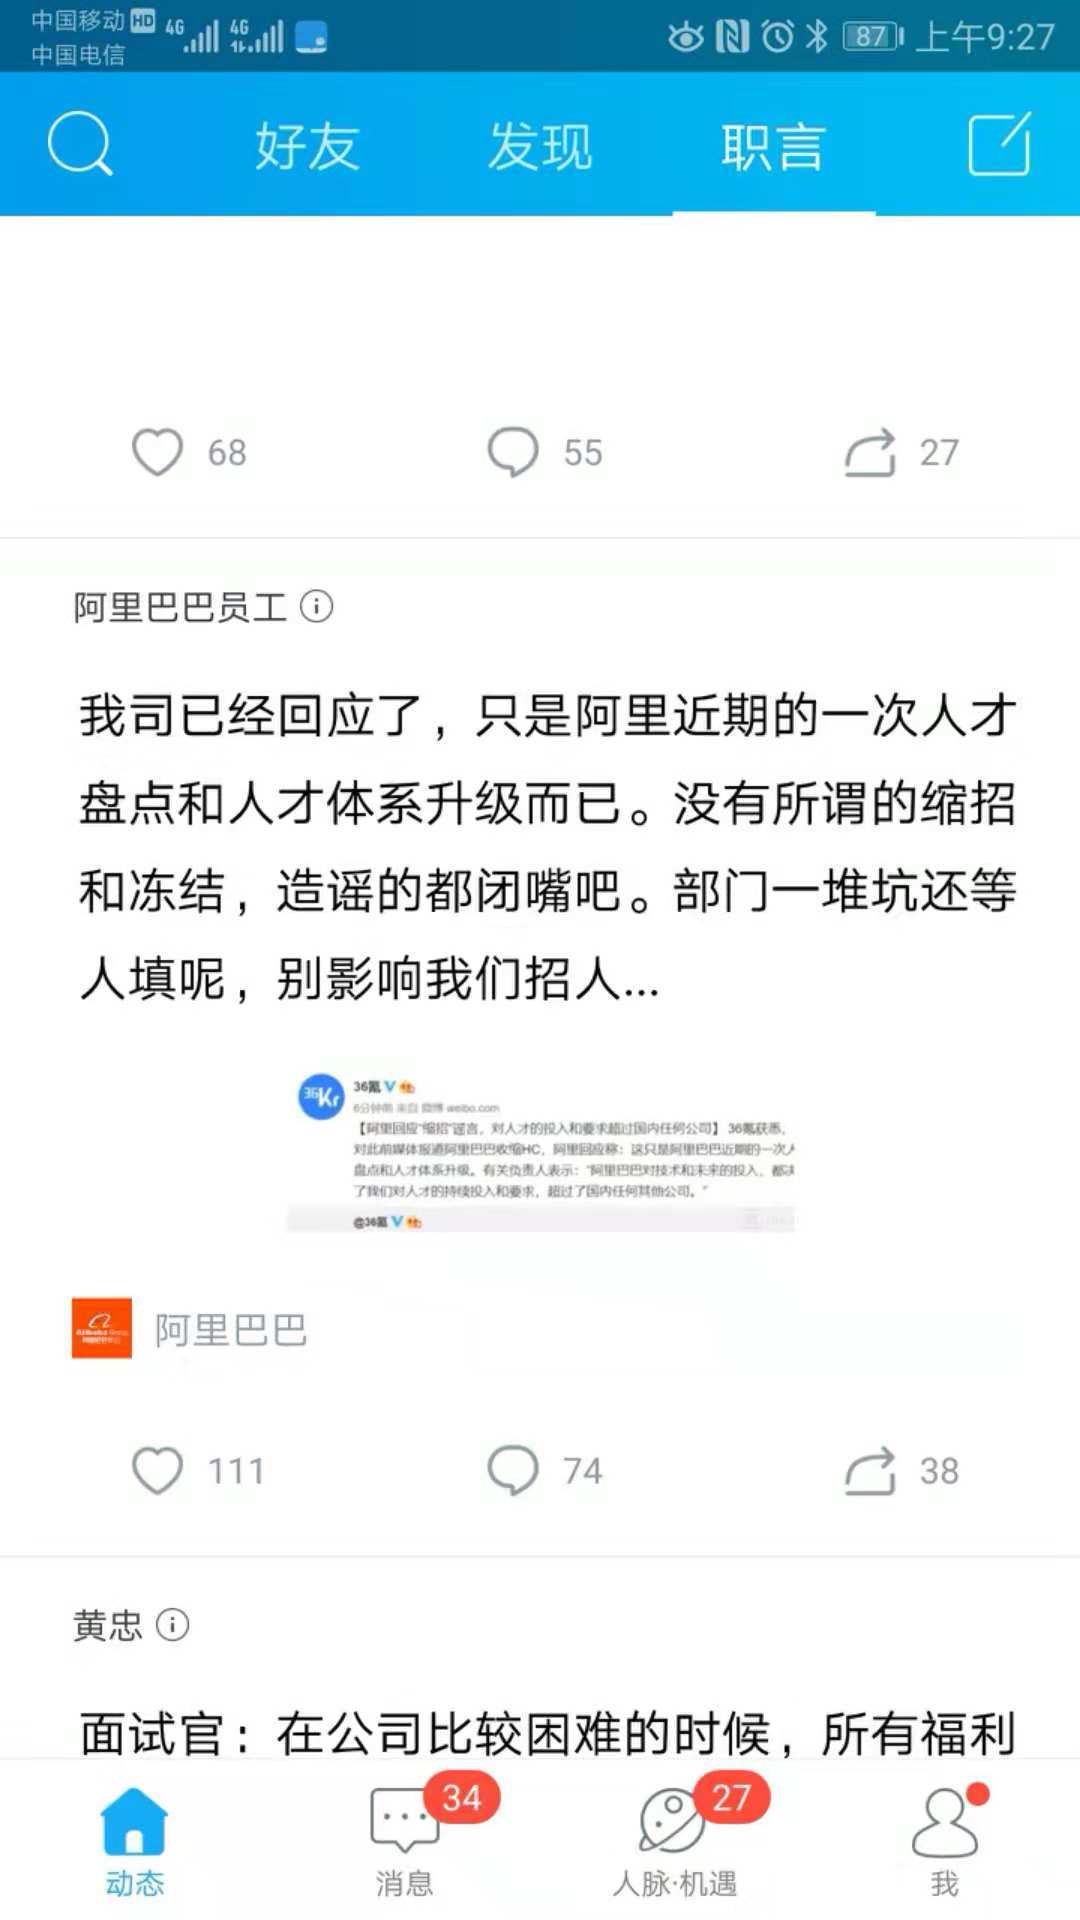 中国移动 HD 4G 4G 87 上午9:27
中国电信
好友 发现 职言
68 55 27
阿里巴巴员工
我司已经回应了，只是阿里近期的一次人才
盘点和人才体系升级而已。没有所谓的缩招
和冻结，造谣的都闭嘴吧。部门一堆坑还等
人填呢，别影响我们招人...
36Kr 36氪
6分钟前 来自 微博 weibo.com
【阿里回应“缩招”谣言，对人才的投入和要求超过国内任何公司】36氪获悉，
对此前媒体报道阿里巴巴收缩HC，阿里回应称：这只是阿里巴巴近期的一次人
盘点和人才体系升级。有关负责人表示：“阿里巴巴对技术和未来的投入，都决
了我们对人才的持续投入和要求，超过了国内任何其他公司。”
@36氪
阿里巴巴
111 74 38
黄忠
面试官：在公司比较困难的时候，所有福利
34 27
动态 消息 人脉·机遇 我